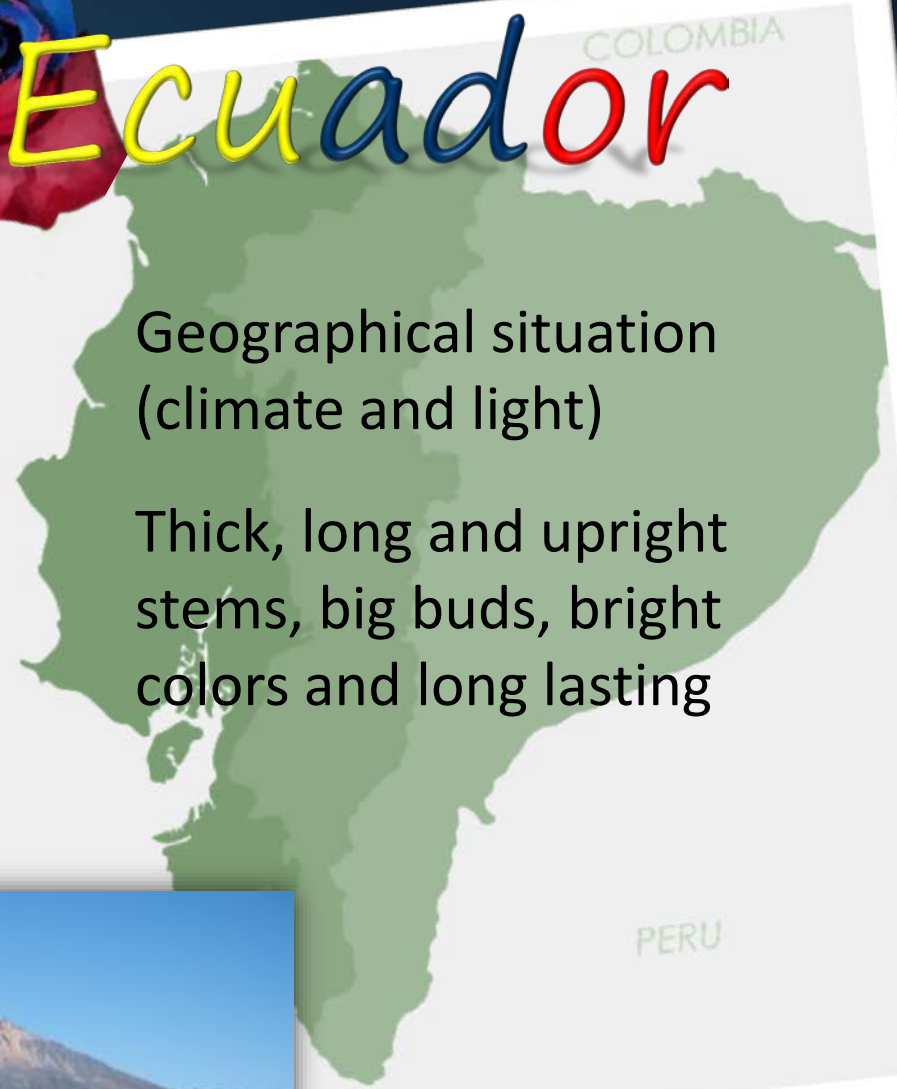 COLOMBIA
Ecuador
Geographical situation
(climate and light)
Thick, long and upright
stems, big buds, bright
colors and long lasting
PERU